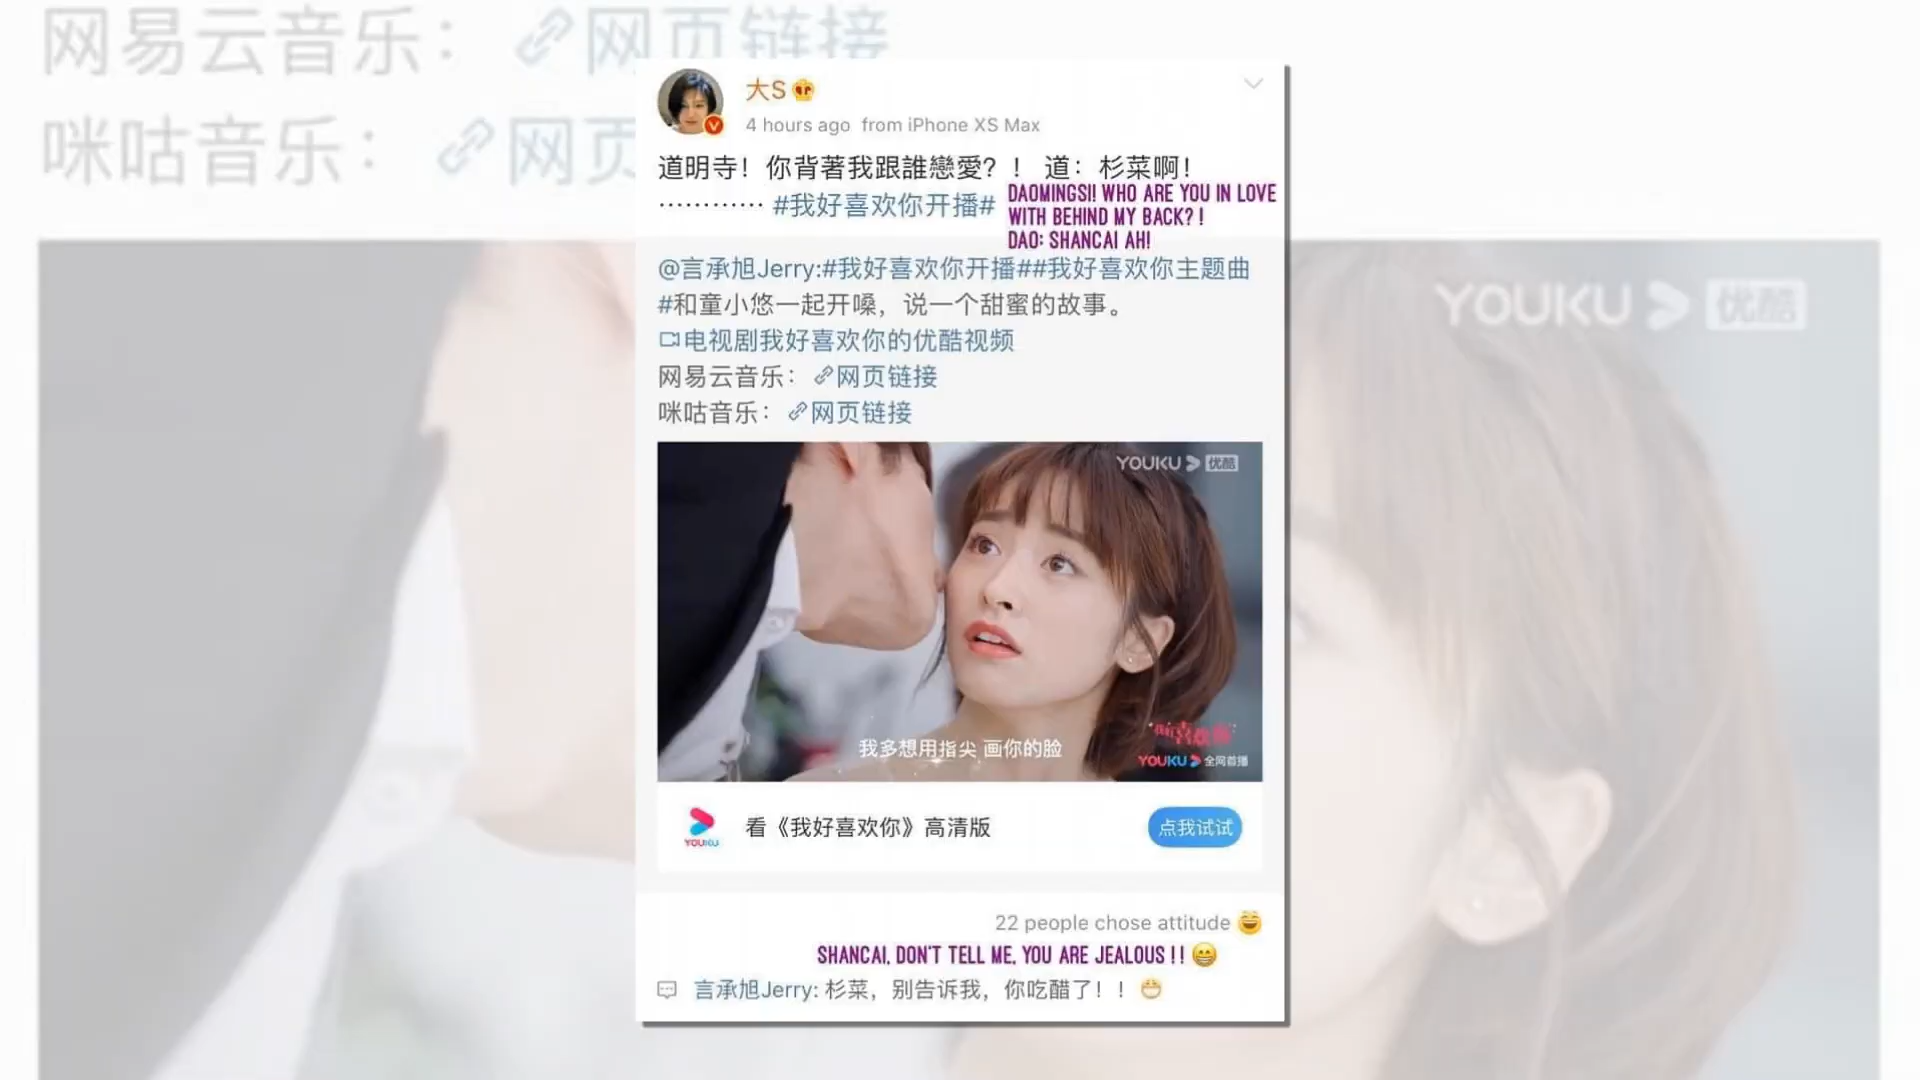 网易云音乐： 网页链接
咪咕音乐： 网页
大S
4 hours ago from iPhone XS Max
道明寺！你背著我跟誰戀愛？！ 道：杉菜啊！
………… #我好喜欢你开播#
DAOMINGSI! WHO ARE YOU IN LOVE
WITH BEHIND MY BACK? !
DAO: SHANCAI AH!
@言承旭Jerry:#我好喜欢你开播##我好喜欢你主题曲
#和童小悠一起开嗓，说一个甜蜜的故事。
电视剧我好喜欢你的优酷视频
网易云音乐： 网页链接
咪咕音乐： 网页链接
YOUKU 优酷
YOUKU 优酷
我多想用指尖 画你的脸
YOUKU 全网首播
YOUKU
看《我好喜欢你》高清版
点我试试
22 people chose attitude
SHANCAI, DON'T TELL ME, YOU ARE JEALOUS ! !
言承旭Jerry: 杉菜，别告诉我，你吃醋了！！